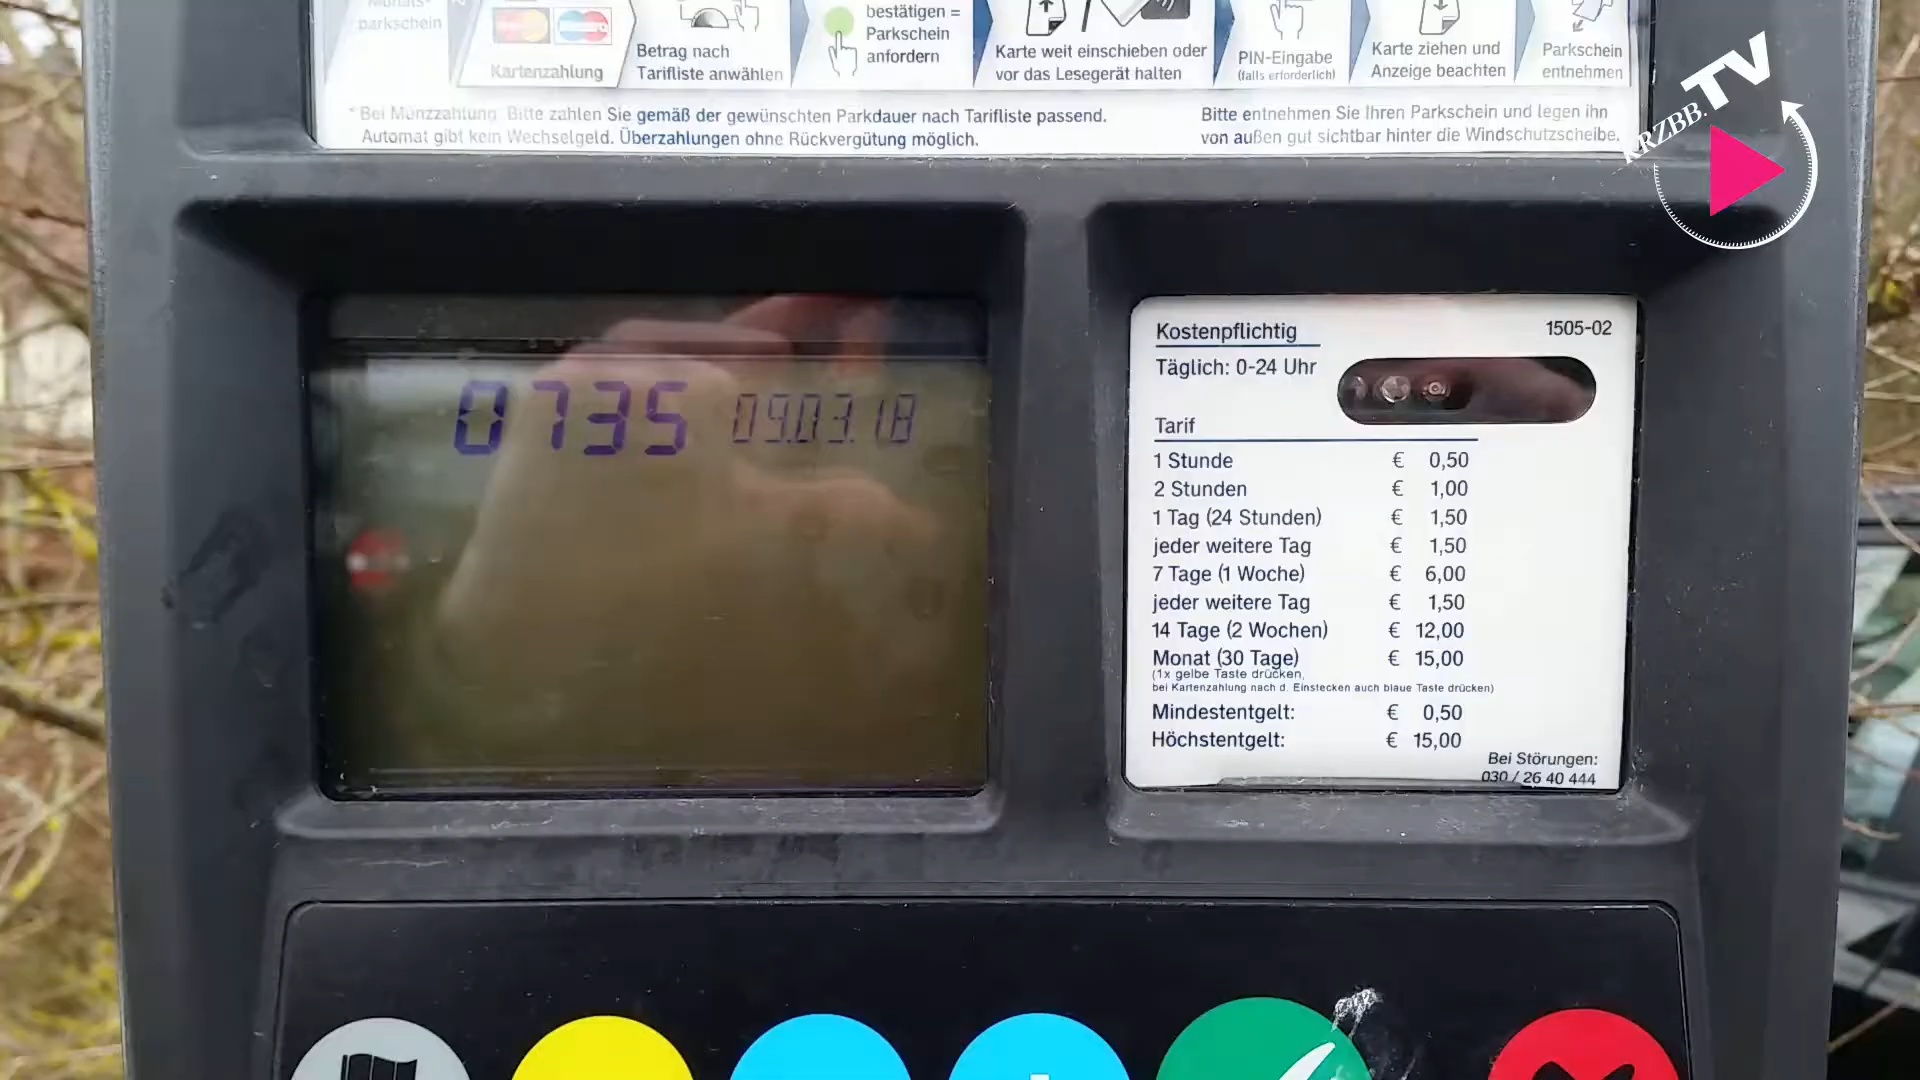 Monats-
parkschein
Kartenzahlung
Betrag nach
Tarifliste anwählen
bestätigen =
Parkschein
anfordern
Karte weit einschieben oder
vor das Lesegerät halten
PIN-Eingabe
(falls erforderlich)
Karte ziehen und
Anzeige beachten
Parkschein
entnehmen
* Bei Münzzahlung: Bitte zahlen Sie gemäß der gewünschten Parkdauer nach Tarifliste passend.
Automat gibt kein Wechselgeld. Überzahlungen ohne Rückvergütung möglich.
Bitte entnehmen Sie Ihren Parkschein und legen ihn
von außen gut sichtbar hinter die Windschutzscheibe.
KRZBB.TV
0735 09.03.18
Kostenpflichtig 1505-02
Täglich: 0-24 Uhr
Tarif
1 Stunde € 0,50
2 Stunden € 1,00
1 Tag (24 Stunden) € 1,50
jeder weitere Tag € 1,50
7 Tage (1 Woche) € 6,00
jeder weitere Tag € 1,50
14 Tage (2 Wochen) € 12,00
Monat (30 Tage) € 15,00
(1x gelbe Taste drücken,
bei Kartenzahlung nach d. Einstecken auch blaue Taste drücken)
Mindestentgelt: € 0,50
Höchstentgelt: € 15,00
Bei Störungen:
030 / 26 40 444